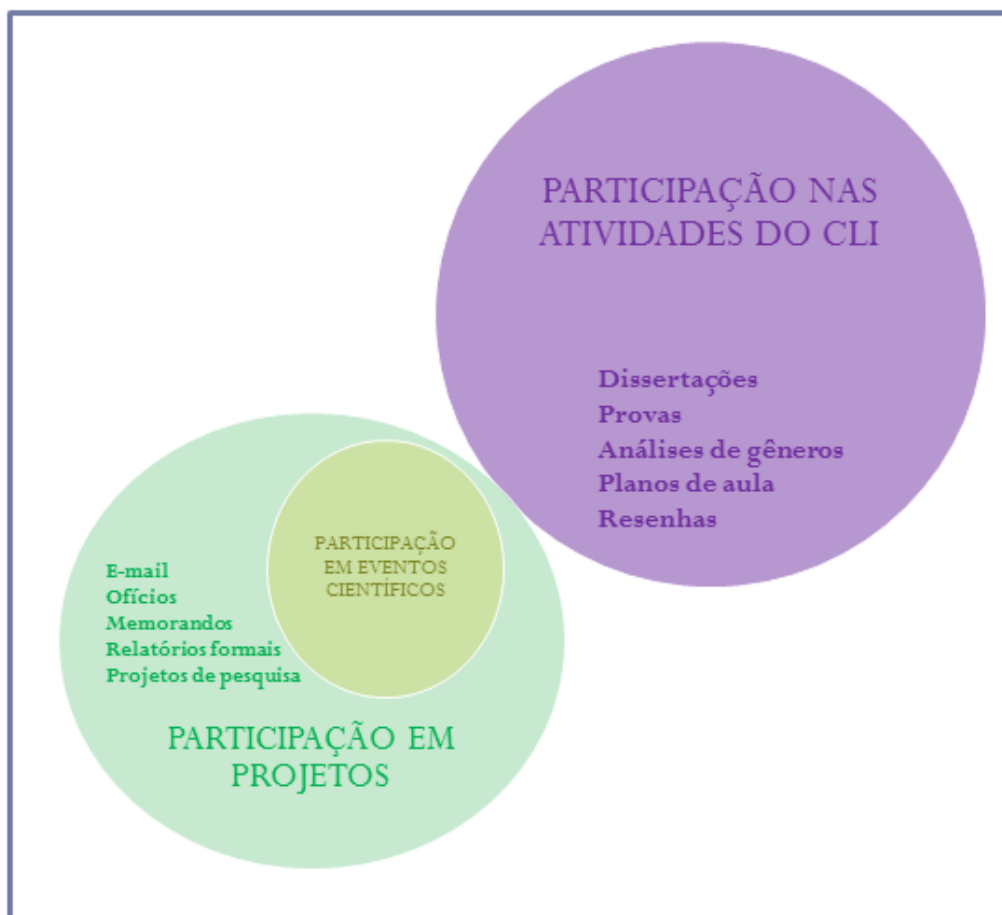 PARTICIPAÇÃO NAS
ATIVIDADES DO CLI
Dissertações
Provas
Análises de gêneros
Planos de aula
Resenhas
PARTICIPAÇÃO
EM EVENTOS
CIENTÍFICOS
E-mail
Ofícios
Memorandos
Relatórios formais
Projetos de pesquisa
PARTICIPAÇÃO EM
PROJETOS